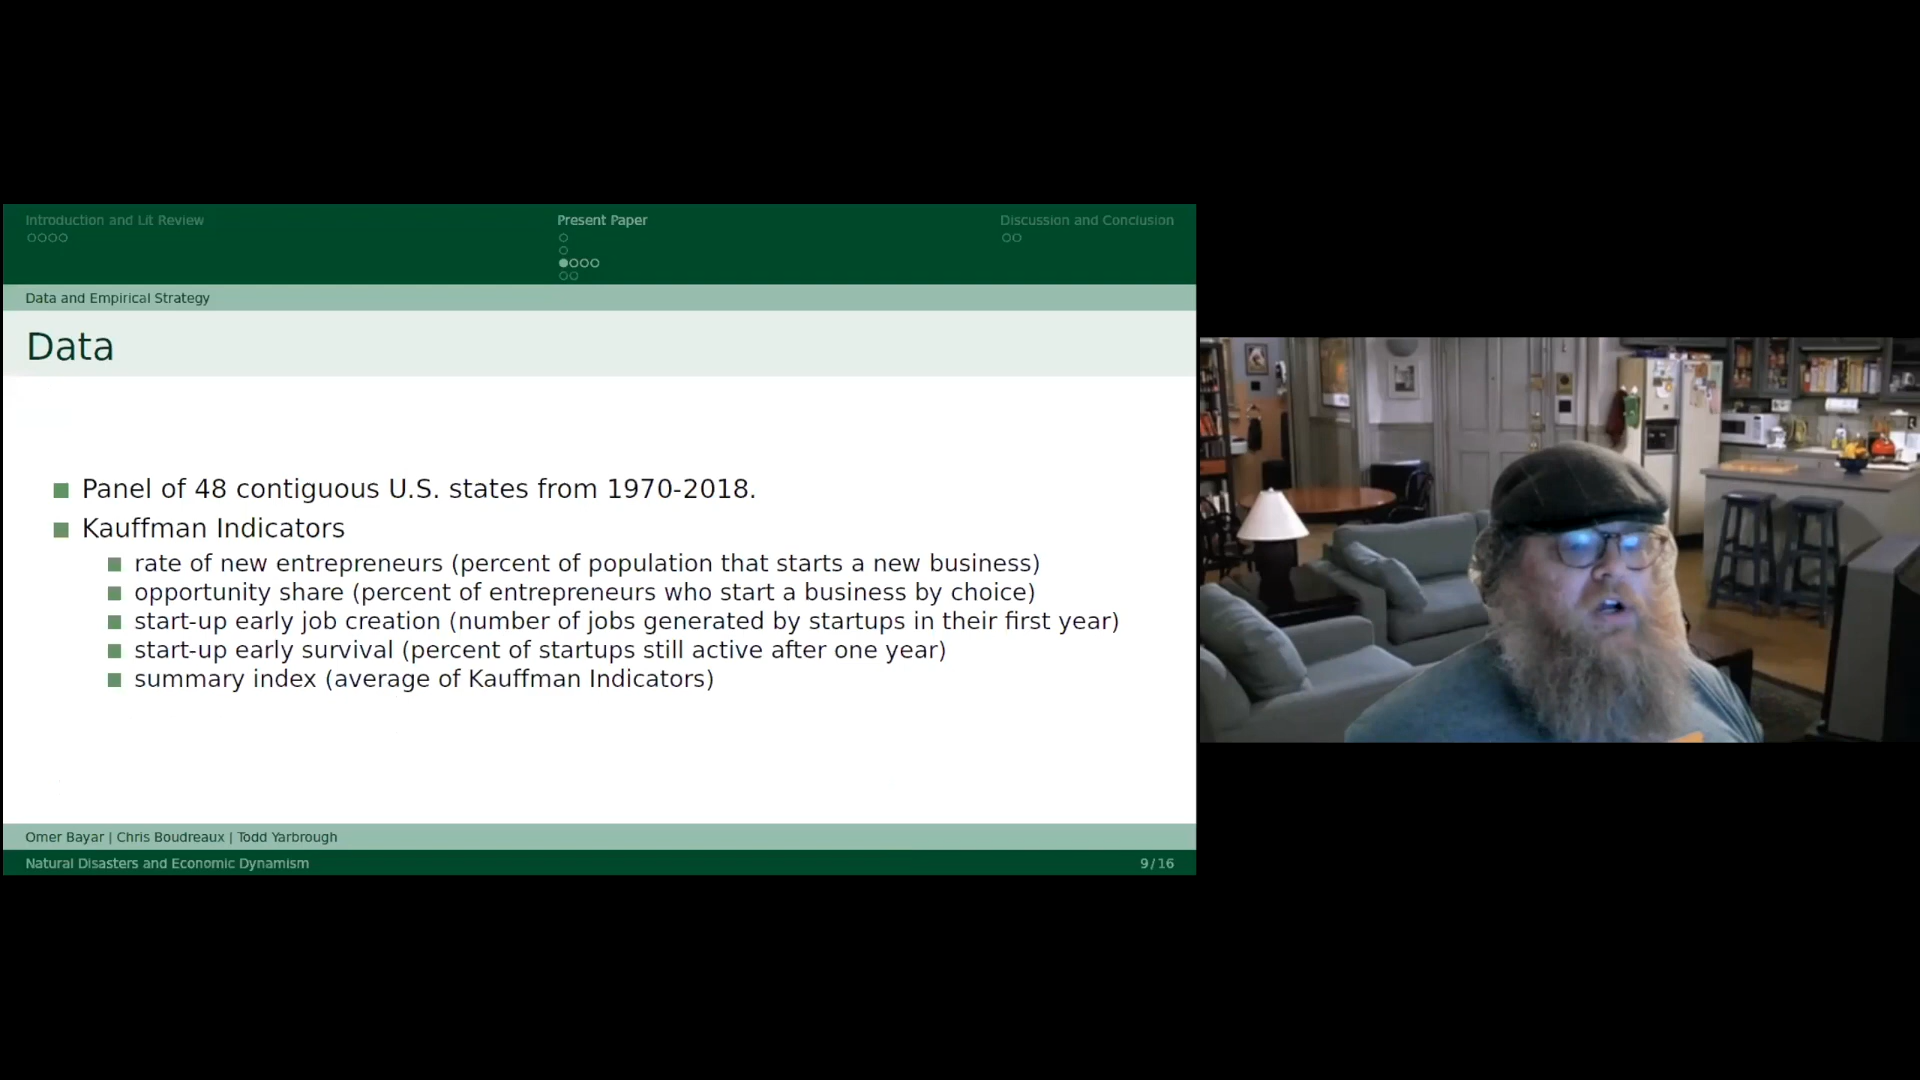 Introduction and Lit Review
Present Paper
Discussion and Conclusion
Data and Empirical Strategy
Data
Panel of 48 contiguous U.S. states from 1970-2018.
Kauffman Indicators
rate of new entrepreneurs (percent of population that starts a new business)
opportunity share (percent of entrepreneurs who start a business by choice)
start-up early job creation (number of jobs generated by startups in their first year)
start-up early survival (percent of startups still active after one year)
summary index (average of Kauffman Indicators)
Omer Bayar | Chris Boudreaux | Todd Yarbrough
Natural Disasters and Economic Dynamism
9/16